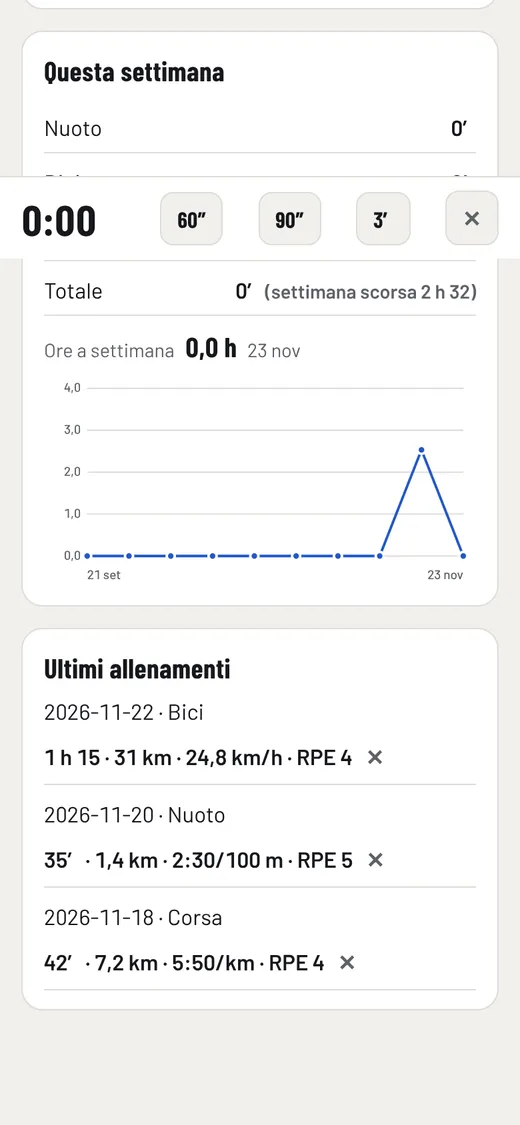 Questa settimana
Nuoto 0′
0:00 60″ 90″ 3′ ✕
Totale 0′ (settimana scorsa 2 h 32)
Ore a settimana 0,0 h 23 nov
4,0
3,0
2,0
1,0
0,0
21 set 23 nov
Ultimi allenamenti
2026-11-22 · Bici
1 h 15 · 31 km · 24,8 km/h · RPE 4 ✕
2026-11-20 · Nuoto
35′ · 1,4 km · 2:30/100 m · RPE 5 ✕
2026-11-18 · Corsa
42′ · 7,2 km · 5:50/km · RPE 4 ✕